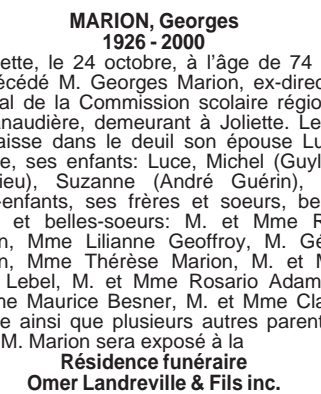 MARION, Georges
1926 - 2000
ette, le 24 octobre, à l'âge de 74
écédé M. Georges Marion, ex-direc
al de la Commission scolaire régio
anaudière, demeurant à Joliette. Le
aisse dans le deuil son épouse Lu
e, ses enfants: Luce, Michel (Guyl
ieu), Suzanne (André Guérin),
-enfants, ses frères et soeurs, be
et belles-soeurs: M. et Mme R
n, Mme Lilianne Geoffroy, M. Gé
n, Mme Thérèse Marion, M. et M
Lebel, M. et Mme Rosario Adam
ne Maurice Besner, M. et Mme Cla
e ainsi que plusieurs autres parent
M. Marion sera exposé à la
Résidence funéraire
Omer Landreville & Fils inc.